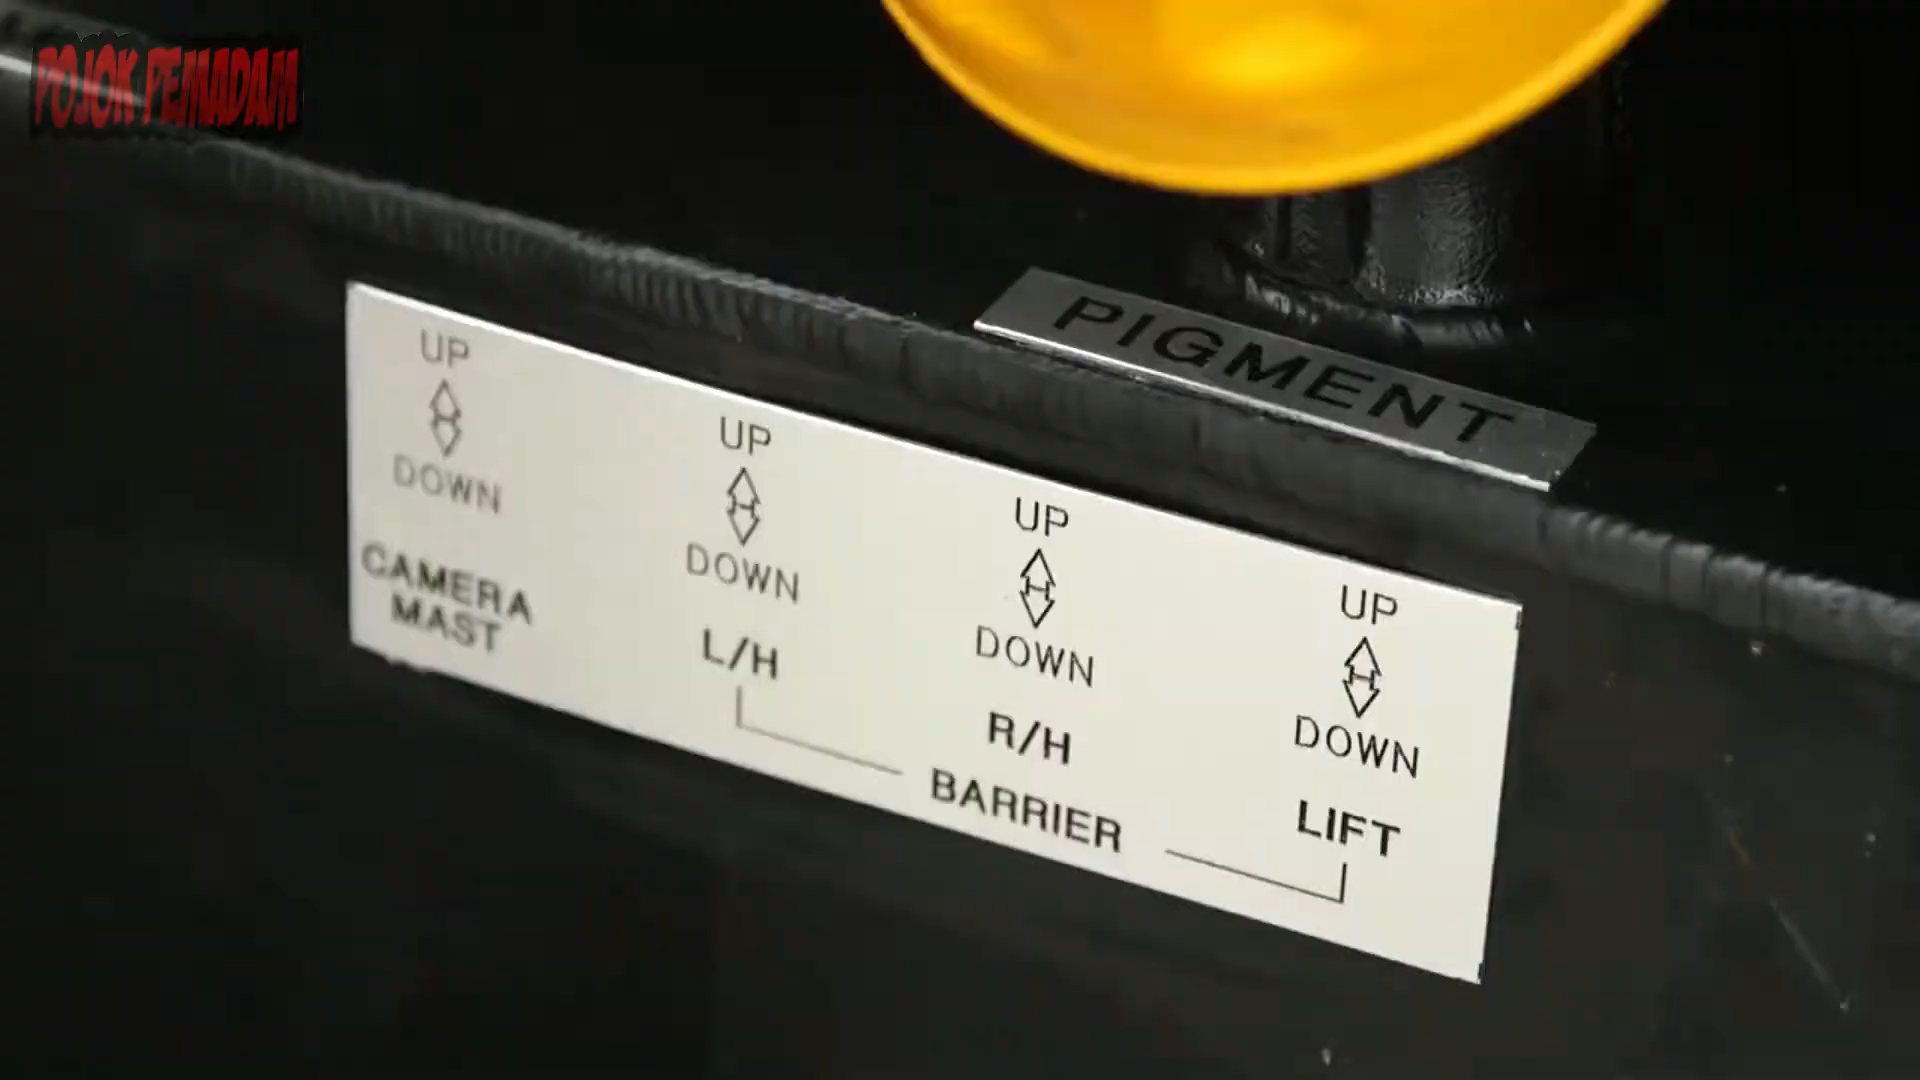 POJOK PEMADAM
PIGMENT
UP
DOWN
CAMERA
MAST
UP
DOWN
L/H
UP
DOWN
R/H
UP
DOWN
LIFT
BARRIER